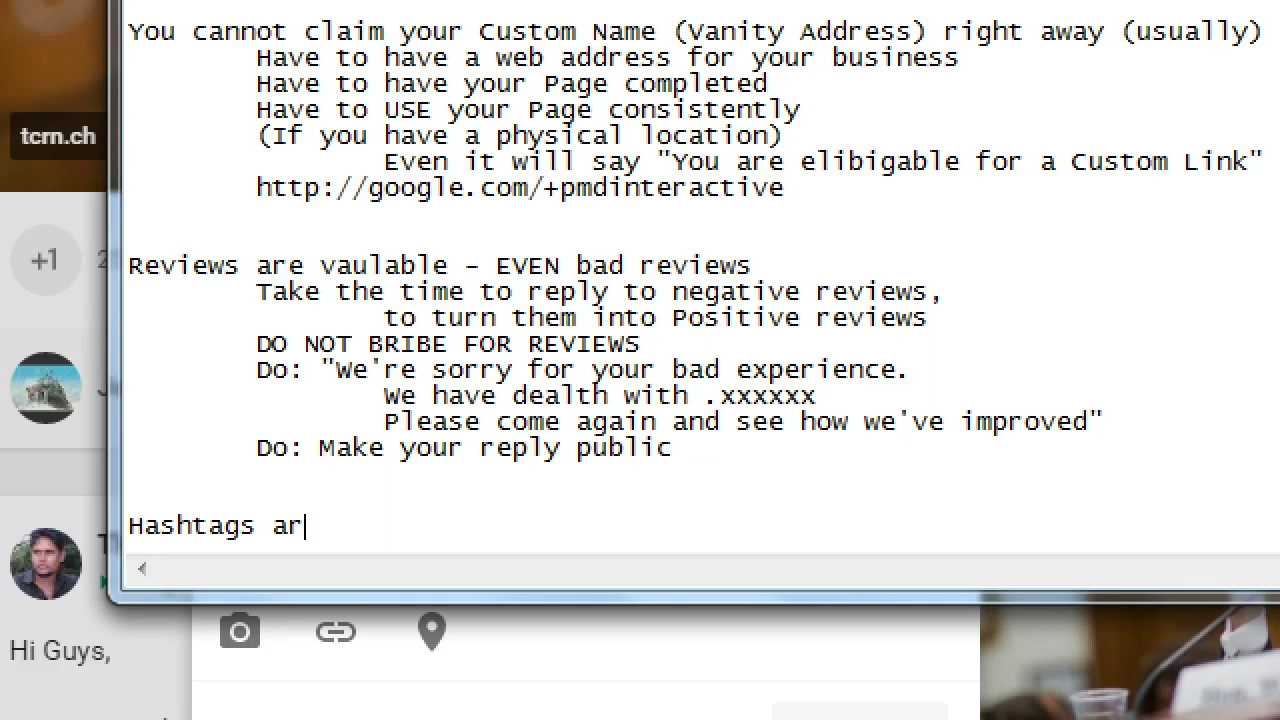 You cannot claim your Custom Name (Vanity Address) right away (usually)
Have to have a web address for your business
Have to have your Page completed
Have to USE your Page consistently
(If you have a physical location)
Even it will say "You are elibigable for a Custom Link"
http://google.com/+pmdinteractive
Reviews are vaulable - EVEN bad reviews
Take the time to reply to negative reviews,
to turn them into Positive reviews
DO NOT BRIBE FOR REVIEWS
Do: "We're sorry for your bad experience.
We have dealth with .xxxxxx
Please come again and see how we've improved"
Do: Make your reply public
Hashtags ar
tcrn.ch
+1
Hi Guys,